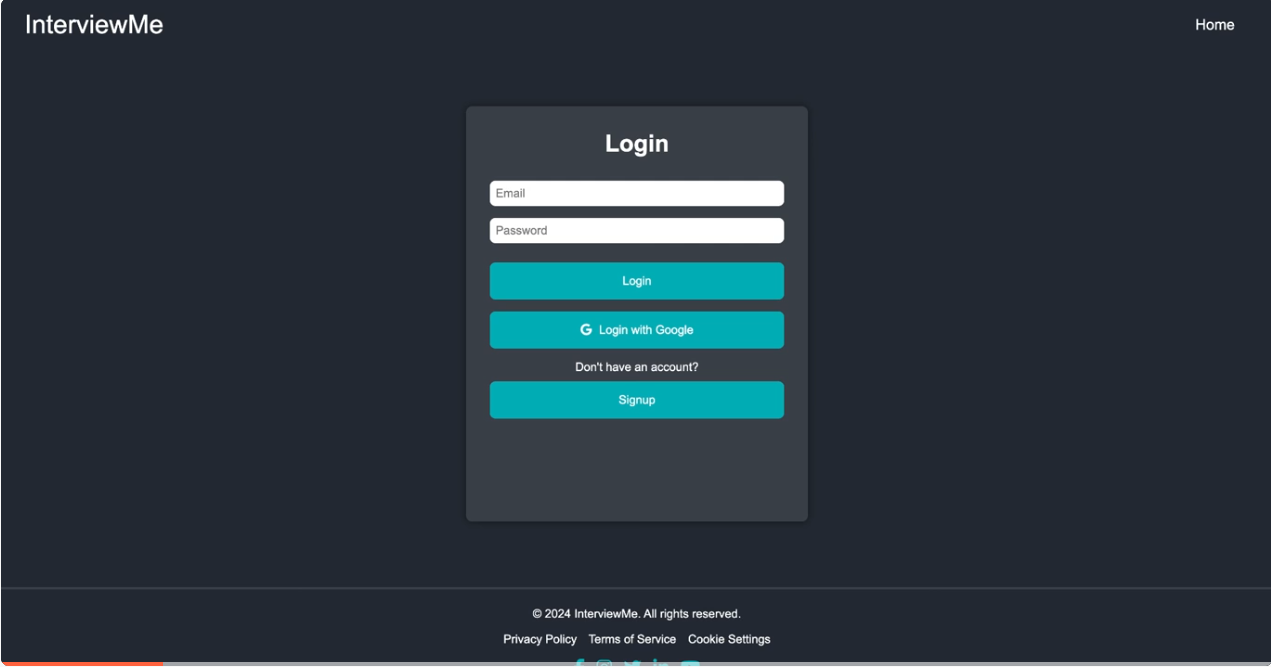 InterviewMe
Home
Login
Email
Password
Login
Login with Google
Don't have an account?
Signup
© 2024 InterviewMe. All rights reserved.
Privacy Policy Terms of Service Cookie Settings